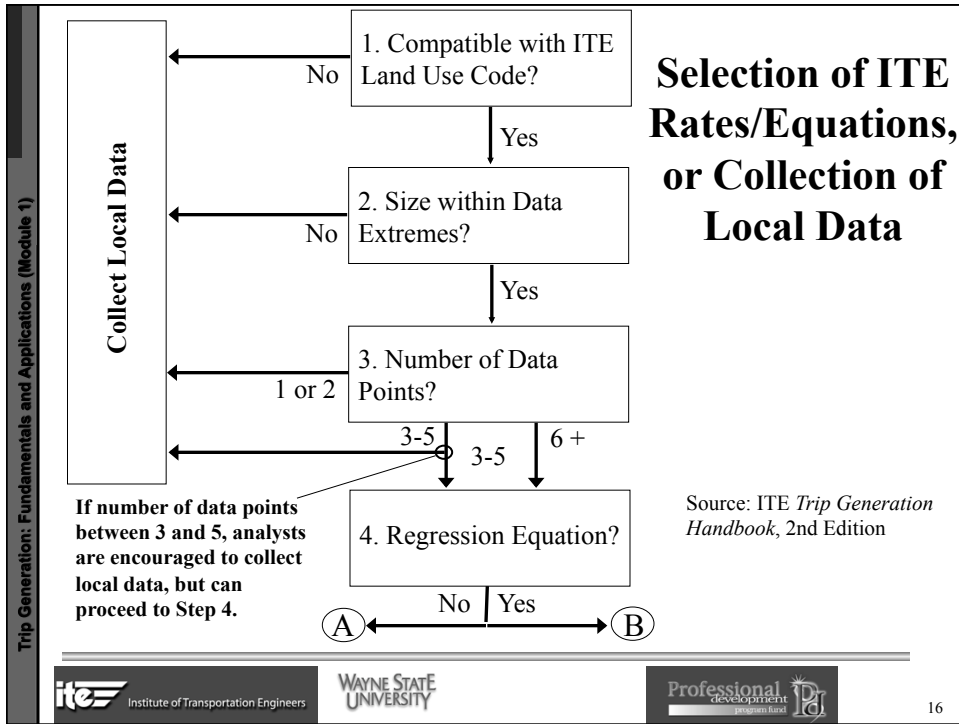 Selection of ITE
Rates/Equations,
or Collection of
Local Data
Trip Generation: Fundamentals and Applications (Module 1)
Collect Local Data
1. Compatible with ITE
Land Use Code?
No
Yes
2. Size within Data
Extremes?
No
Yes
3. Number of Data
Points?
1 or 2
3-5
3-5
6 +
If number of data points
between 3 and 5, analysts
are encouraged to collect
local data, but can
proceed to Step 4.
4. Regression Equation?
No
Yes
A
B
Source: ITE Trip Generation
Handbook, 2nd Edition
ite Institute of Transportation Engineers
WAYNE STATE
UNIVERSITY
Professional
development
program fund
16